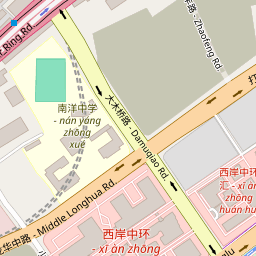 Ring Rd.
Zhaofeng Rd.
南洋中学
- nán yáng
zhōng
xué
大木桥路 - Damuqiao Rd.
打
华中路 - Middle Longhua Rd.
西岸中环
- xī àn zhōng
西岸中环
汇 - xī àn
zhōng
huán hu
lu